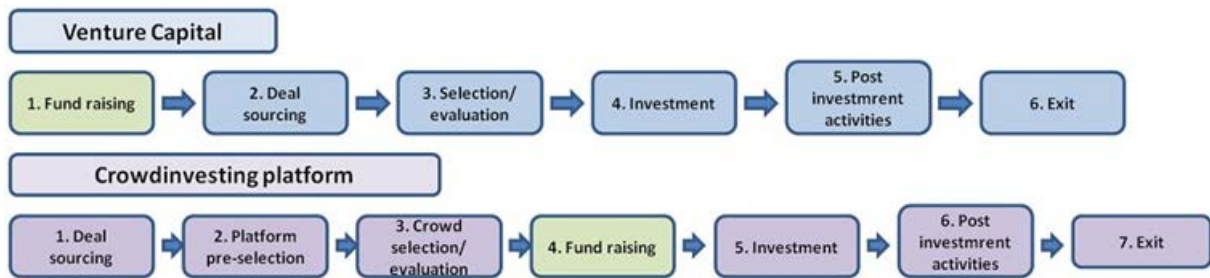 Venture Capital
1. Fund raising
2. Deal
sourcing
3. Selection/
evaluation
4. Investment
5. Post
investmrent
activities
6. Exit
Crowdinvesting platform
1. Deal
sourcing
2. Platform
pre-selection
3. Crowd
selection/
evaluation
4. Fund raising
5. Investment
6. Post
investmrent
activities
7. Exit